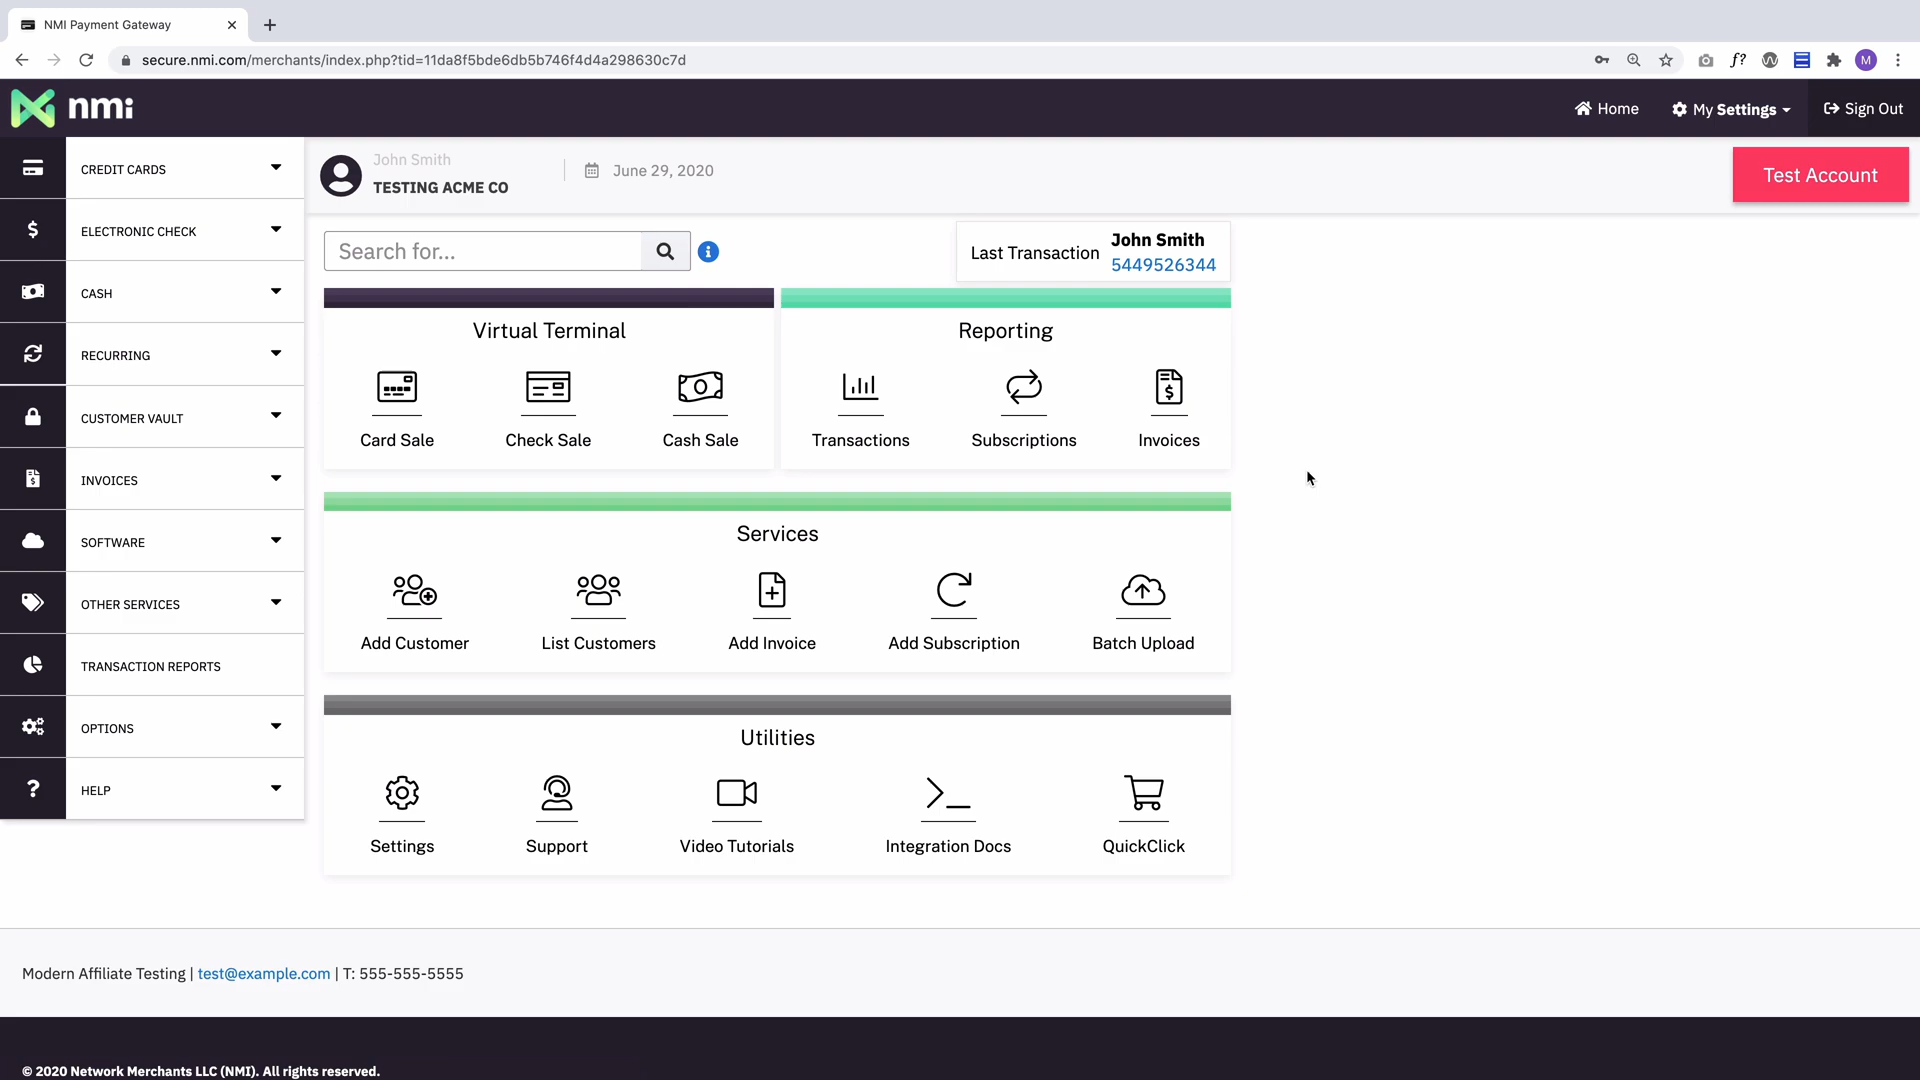 NMI Payment Gateway
secure.nmi.com/merchants/index.php?tid=11da8f5bde6db5b746f4d4a298630c7d
f?
M
nmi
Home
My Settings
Sign Out
CREDIT CARDS
ELECTRONIC CHECK
CASH
RECURRING
CUSTOMER VAULT
INVOICES
SOFTWARE
OTHER SERVICES
TRANSACTION REPORTS
OPTIONS
HELP
John Smith
TESTING ACME CO
June 29, 2020
Test Account
Search for...
Last Transaction
John Smith
5449526344
Virtual Terminal
Card Sale
Check Sale
Cash Sale
Reporting
Transactions
Subscriptions
Invoices
Services
Add Customer
List Customers
Add Invoice
Add Subscription
Batch Upload
Utilities
Settings
Support
Video Tutorials
Integration Docs
QuickClick
Modern Affiliate Testing | test@example.com | T: 555-555-5555
© 2020 Network Merchants LLC (NMI). All rights reserved.